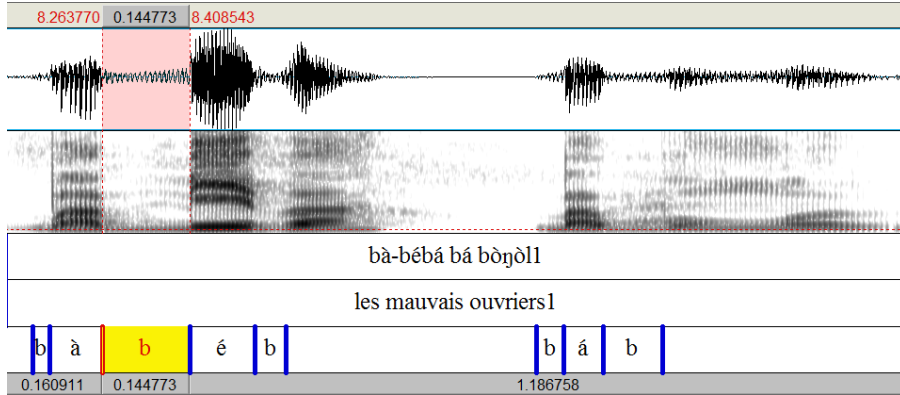 8.263770 0.144773 8.408543
bà-bébá bá bòŋòl1
les mauvais ouvriers1
b à b é b b á b
0.160911 0.144773 1.186758